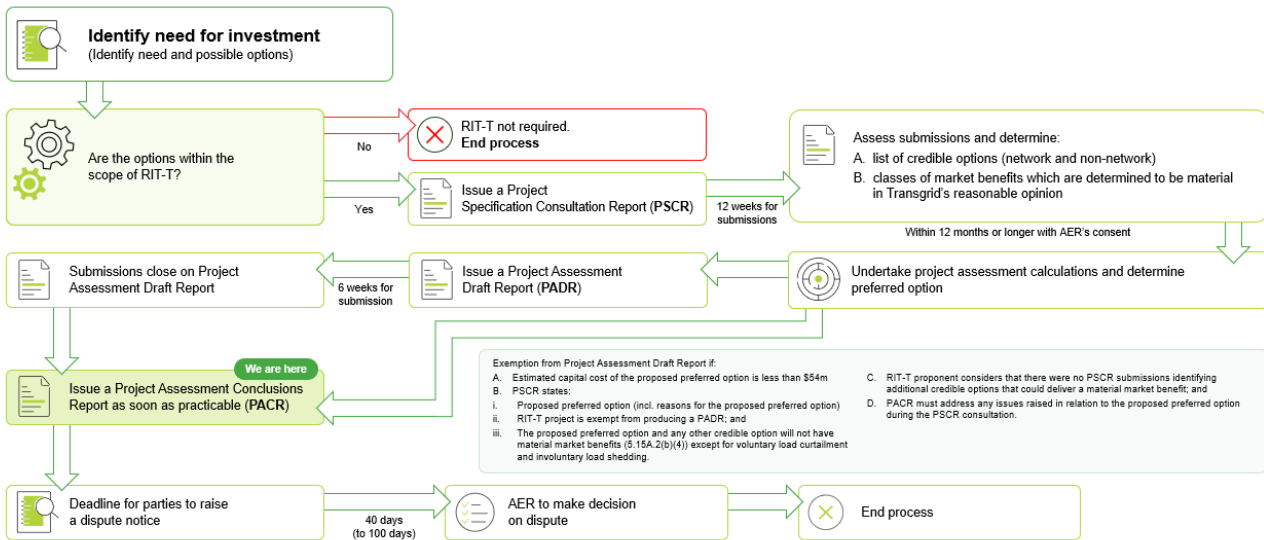 Identify need for investment
(Identify need and possible options)
Are the options within the
scope of RIT-T?
No
RIT-T not required.
End process
Yes
Issue a Project
Specification Consultation Report (PSCR)
12 weeks for
submissions
Assess submissions and determine:
A. list of credible options (network and non-network)
B. classes of market benefits which are determined to be material
in Transgrid's reasonable opinion
Within 12 months or longer with AER's consent
Undertake project assessment calculations and determine
preferred option
Issue a Project Assessment
Draft Report (PADR)
6 weeks for
submission
Submissions close on Project
Assessment Draft Report
We are here
Issue a Project Assessment Conclusions
Report as soon as practicable (PACR)
Exemption from Project Assessment Draft Report if:
A. Estimated capital cost of the proposed preferred option is less than $54m
B. PSCR states:
i. Proposed preferred option (incl. reasons for the proposed preferred option)
ii. RIT-T project is exempt from producing a PADR; and
iii. The proposed preferred option and any other credible option will not have
material market benefits (5.15A.2(b)(4)) except for voluntary load curtailment
and involuntary load shedding.
C. RIT-T proponent considers that there were no PSCR submissions identifying
additional credible options that could deliver a material market benefit; and
D. PACR must address any issues raised in relation to the proposed preferred option
during the PSCR consultation.
Deadline for parties to raise
a dispute notice
40 days
(to 100 days)
AER to make decision
on dispute
End process